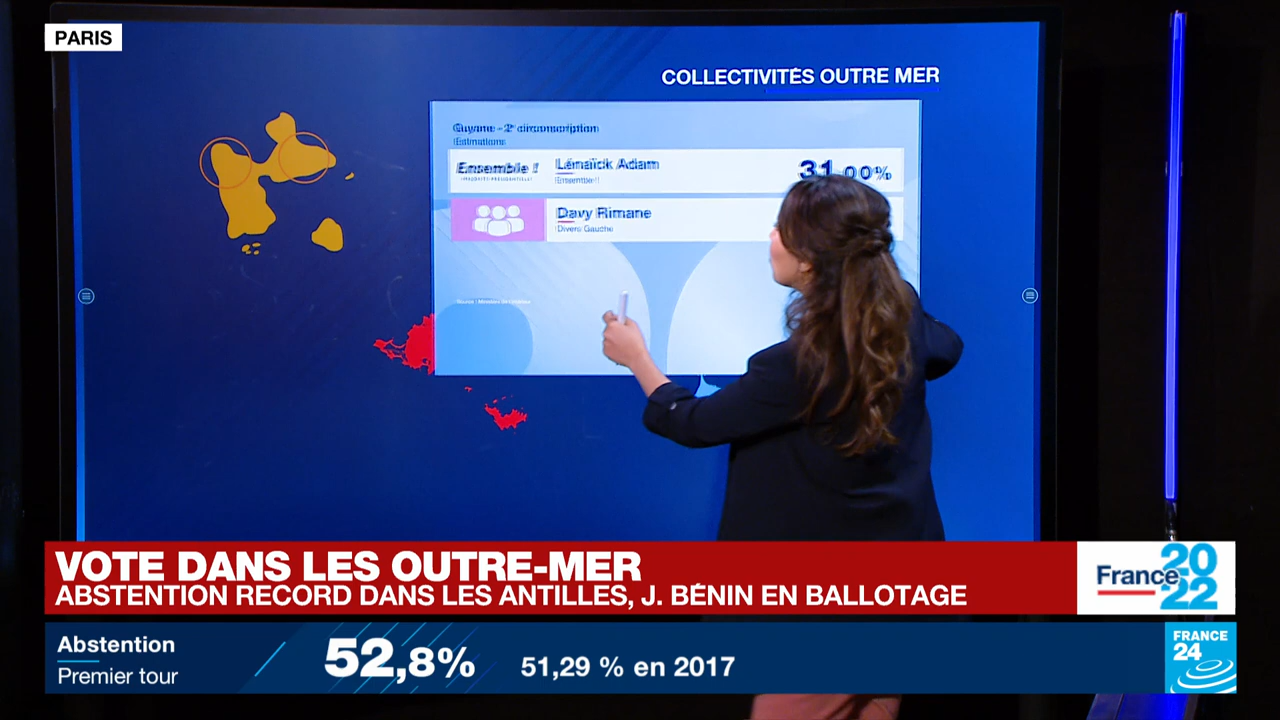 PARIS
COLLECTIVITÉS OUTRE MER
Guyane - 2e circonscription
Estimations
Ensemble !
Lénaïck Adam
31,00%
Ensemble !
Davy Rimane
Divers Gauche
VOTE DANS LES OUTRE-MER
ABSTENTION RECORD DANS LES ANTILLES, J. BÉNIN EN BALLOTAGE
France 2022
Abstention
Premier tour
52,8%
51,29 % en 2017
FRANCE
24